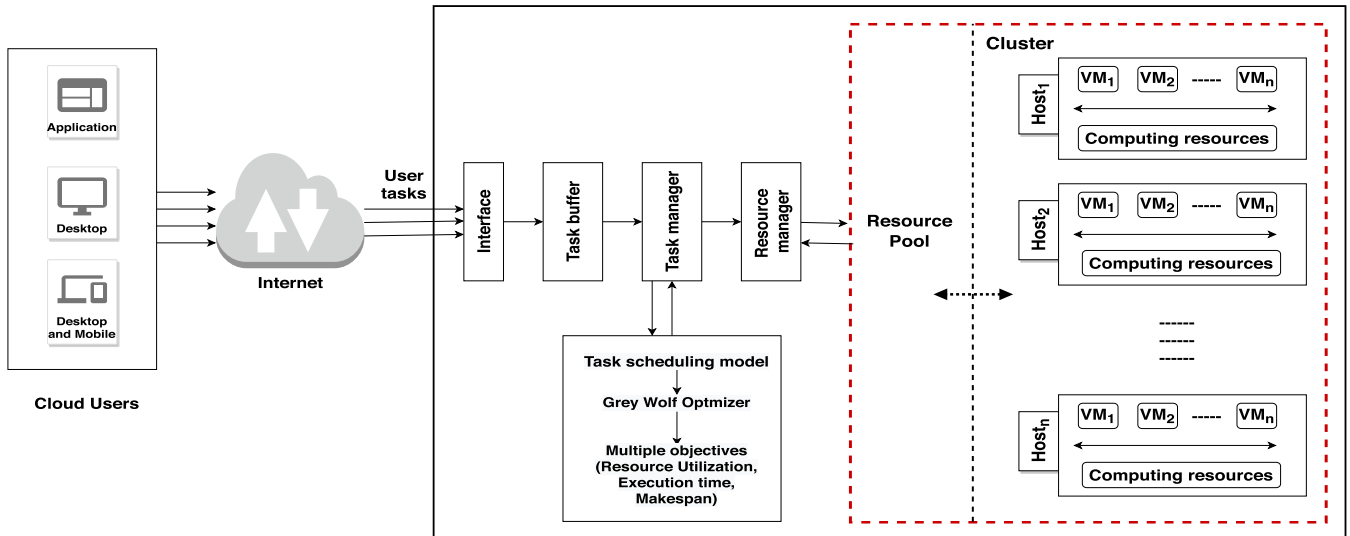 Application
Desktop
Desktop
and Mobile
Cloud Users
Internet
User
tasks
Interface
Task buffer
Task manager
Resource
manager
Task scheduling model
Grey Wolf Optmizer
Multiple objectives
(Resource Utilization,
Execution time,
Makespan)
Resource
Pool
Cluster
Host1
VM1 VM2 ----- VMn
Computing resources
Host2
VM1 VM2 ----- VMn
Computing resources
------
------
------
Hostn
VM1 VM2 ----- VMn
Computing resources